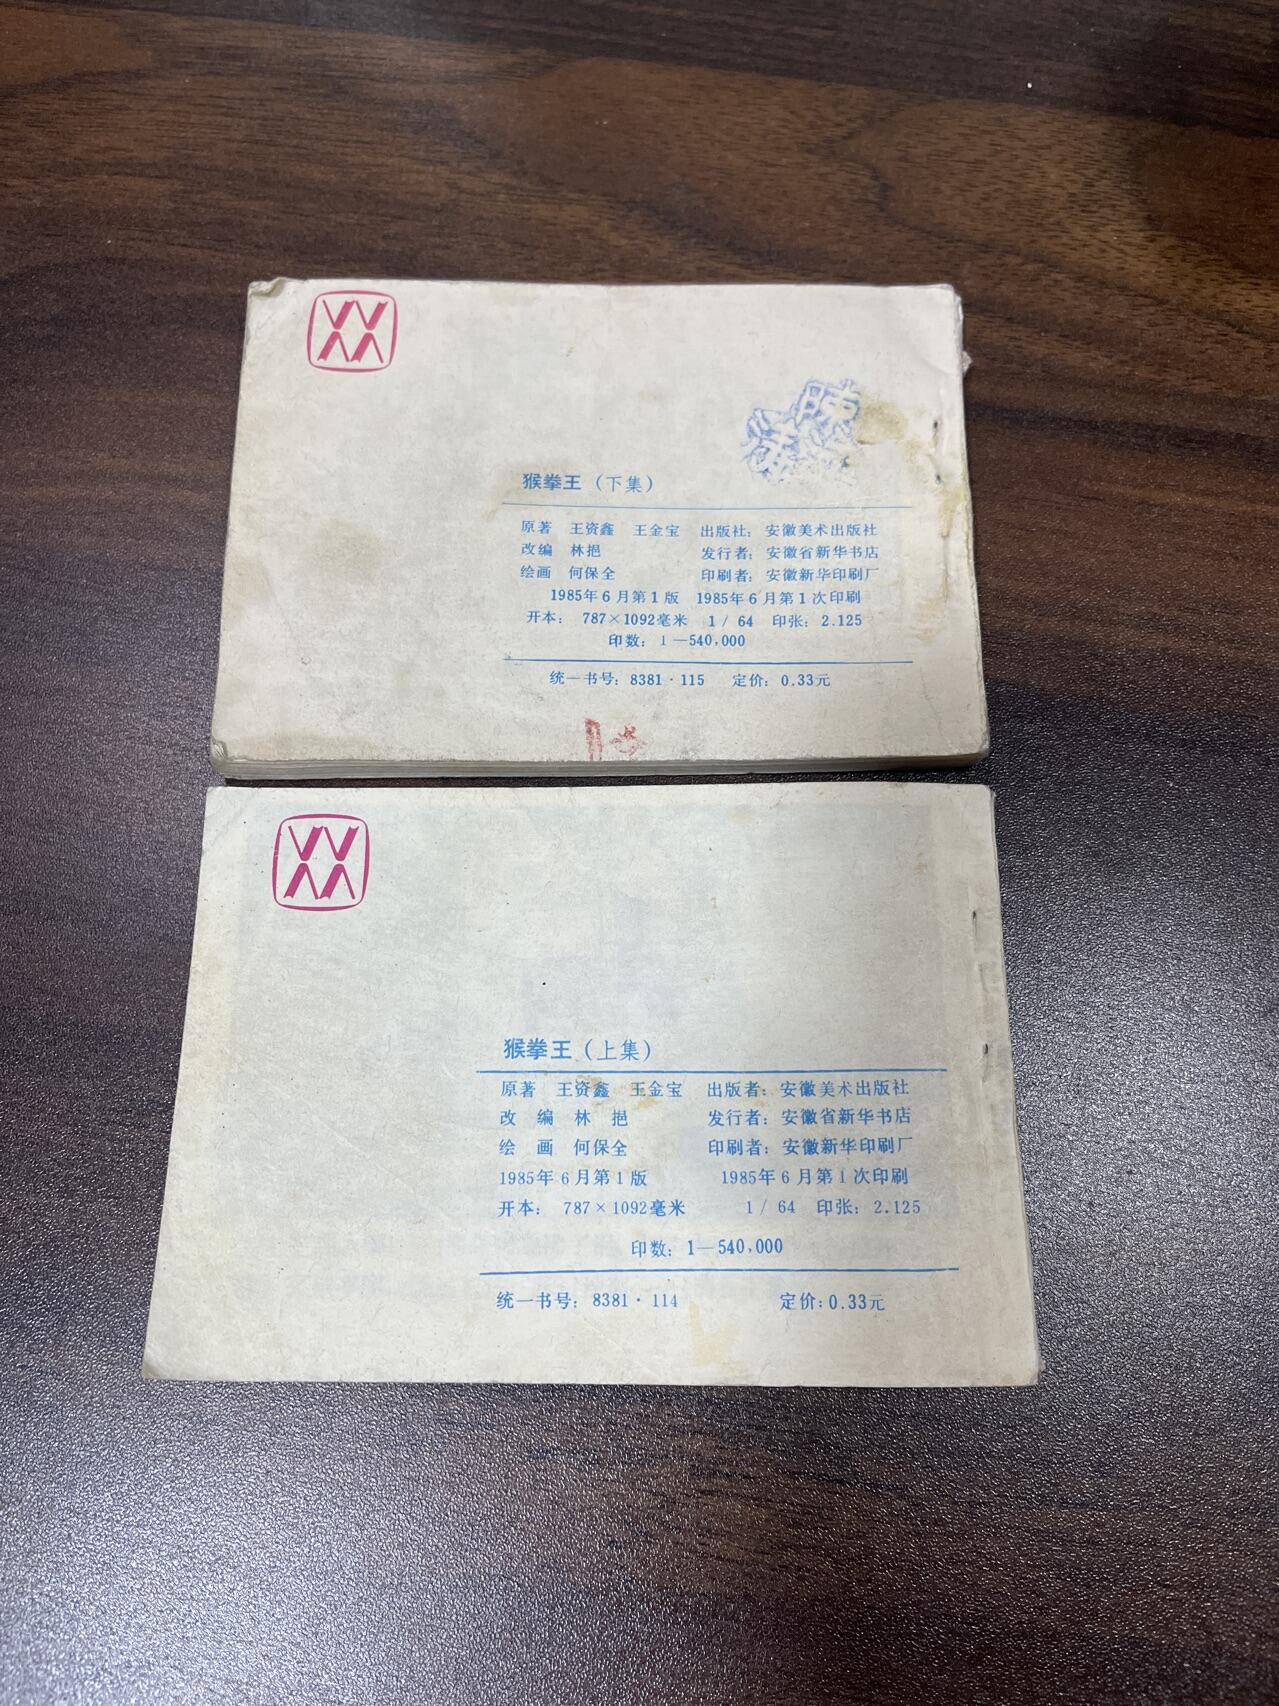 猴拳王（下集）
原著 王资鑫 王金宝 出版社：安徽美术出版社
改编 林挹 发行者：安徽省新华书店
绘画 何保全 印刷者：安徽新华印刷厂
1985年6月第1版 1985年6月第1次印刷
开本： 787×1092毫米 1/64 印张：2.125
印数：1—540,000
统一书号：8381·115 定价：0.33元
猴拳王（上集）
原著 王资鑫 王金宝 出版者：安徽美术出版社
改编 林挹 发行者：安徽省新华书店
绘画 何保全 印刷者：安徽新华印刷厂
1985年6月第1版 1985年6月第1次印刷
开本： 787×1092毫米 1/64 印张：2.125
印数：1—540,000
统一书号：8381·114 定价：0.33元